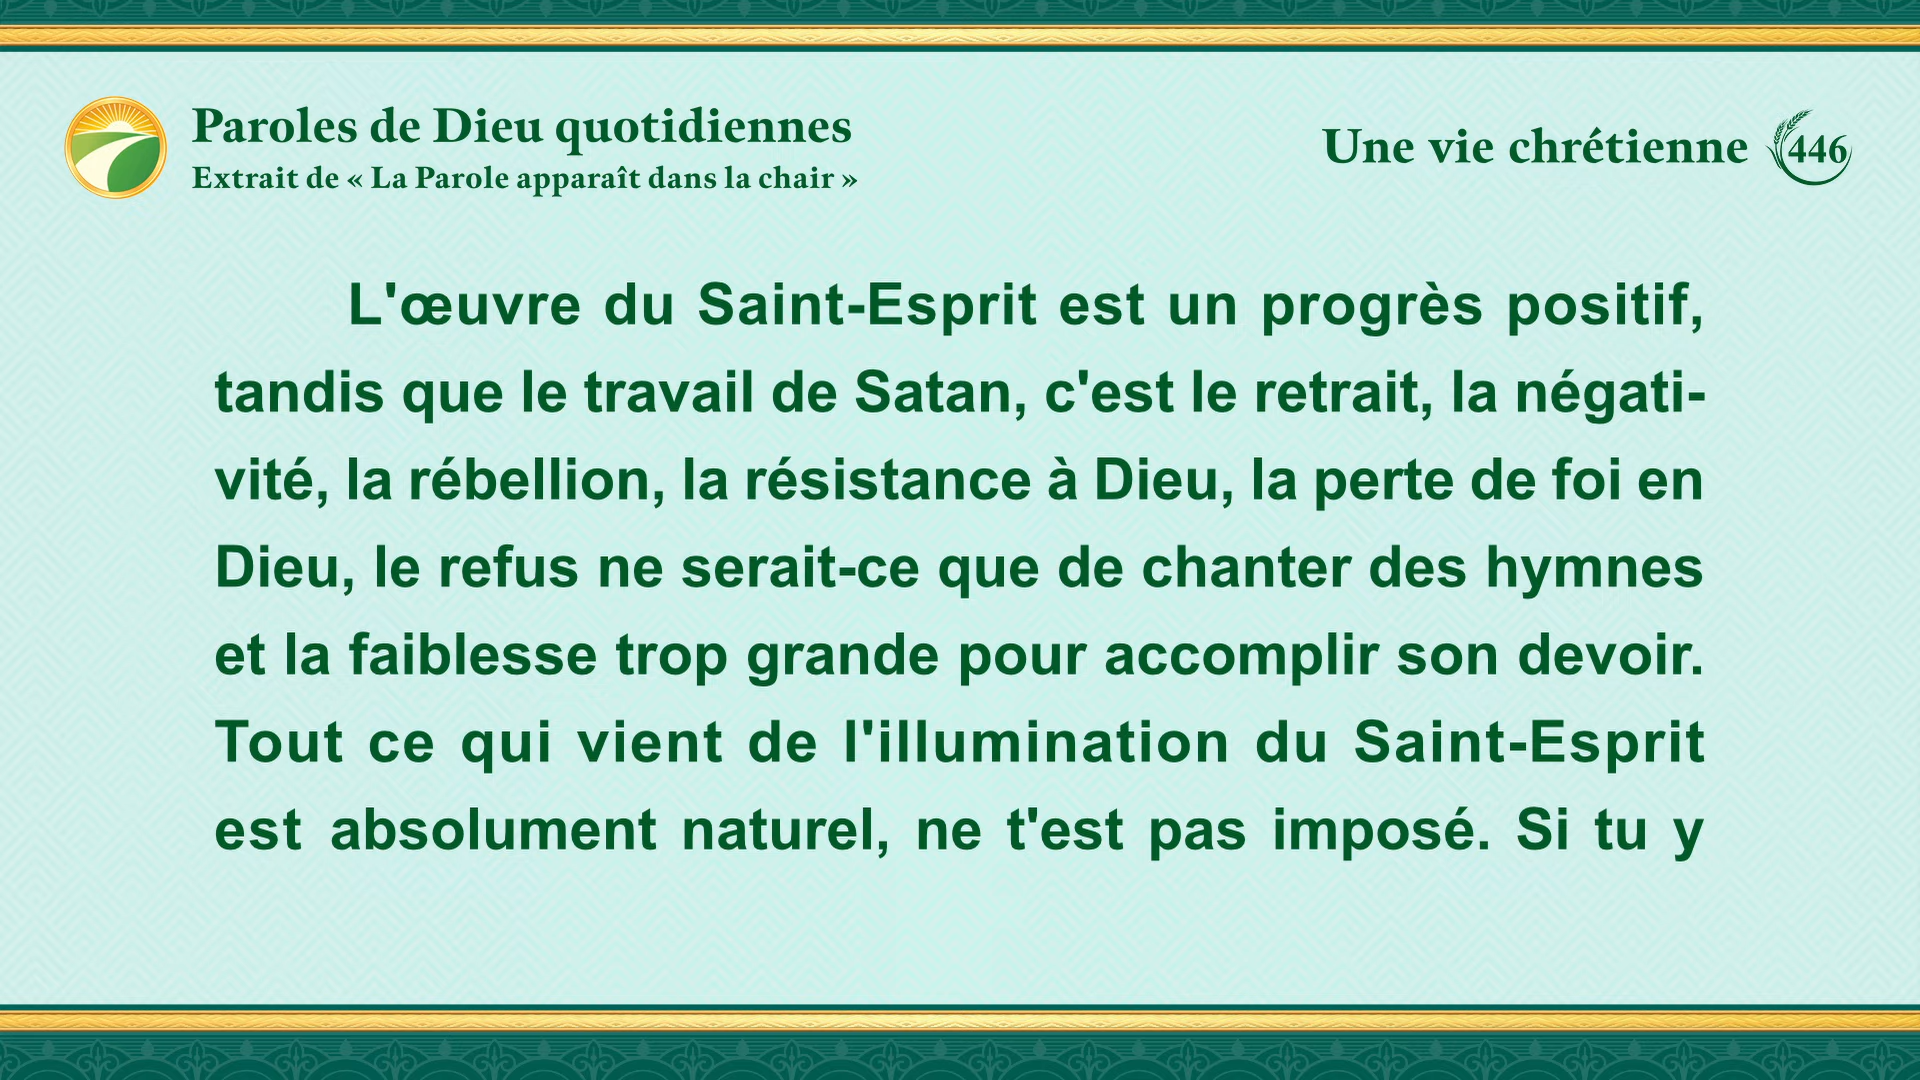 Paroles de Dieu quotidiennes
Extrait de « La Parole apparaît dans la chair »
Une vie chrétienne 446
L'œuvre du Saint-Esprit est un progrès positif,
tandis que le travail de Satan, c'est le retrait, la négati-
vité, la rébellion, la résistance à Dieu, la perte de foi en
Dieu, le refus ne serait-ce que de chanter des hymnes
et la faiblesse trop grande pour accomplir son devoir.
Tout ce qui vient de l'illumination du Saint-Esprit
est absolument naturel, ne t'est pas imposé. Si tu y